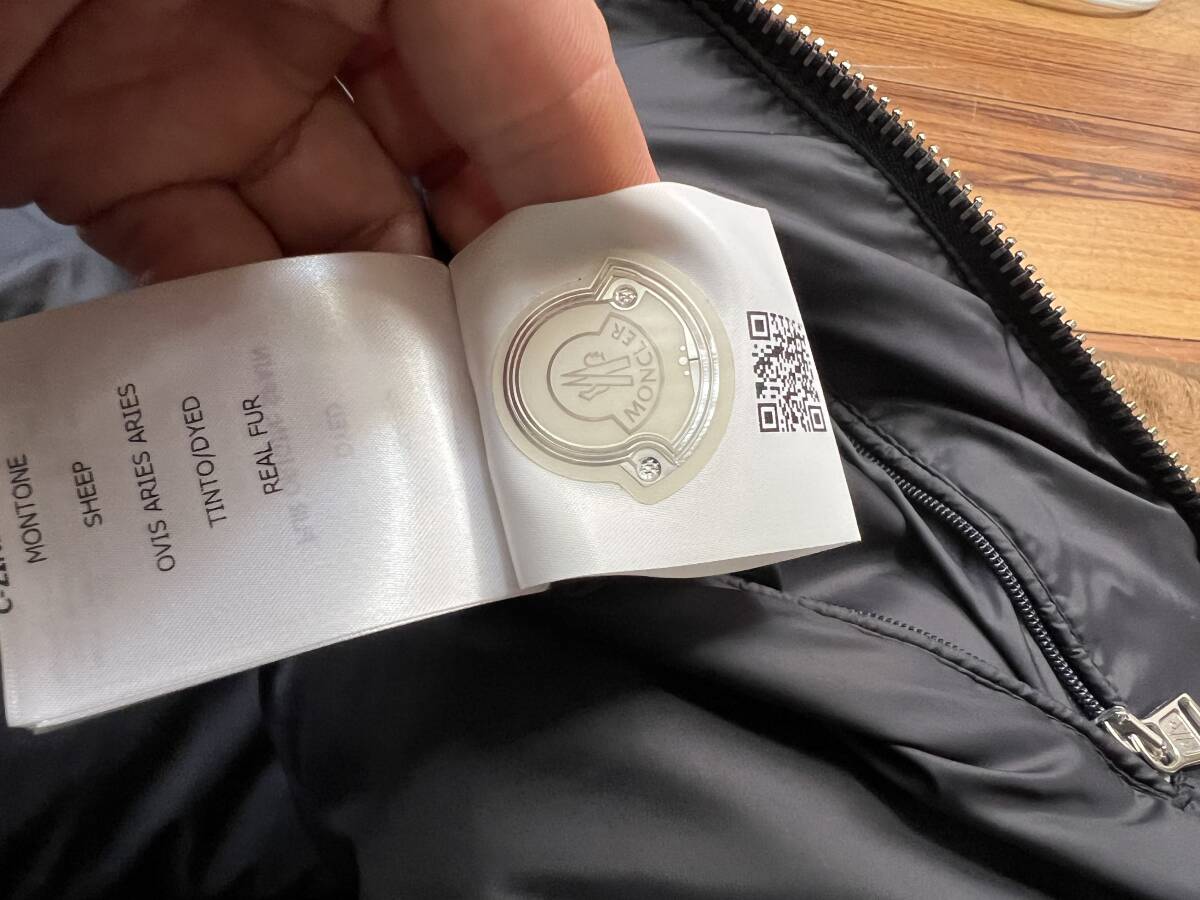 MONTONE
SHEEP
OVIS ARIES ARIES
TINTO/DYED
REAL FUR
MONCLER